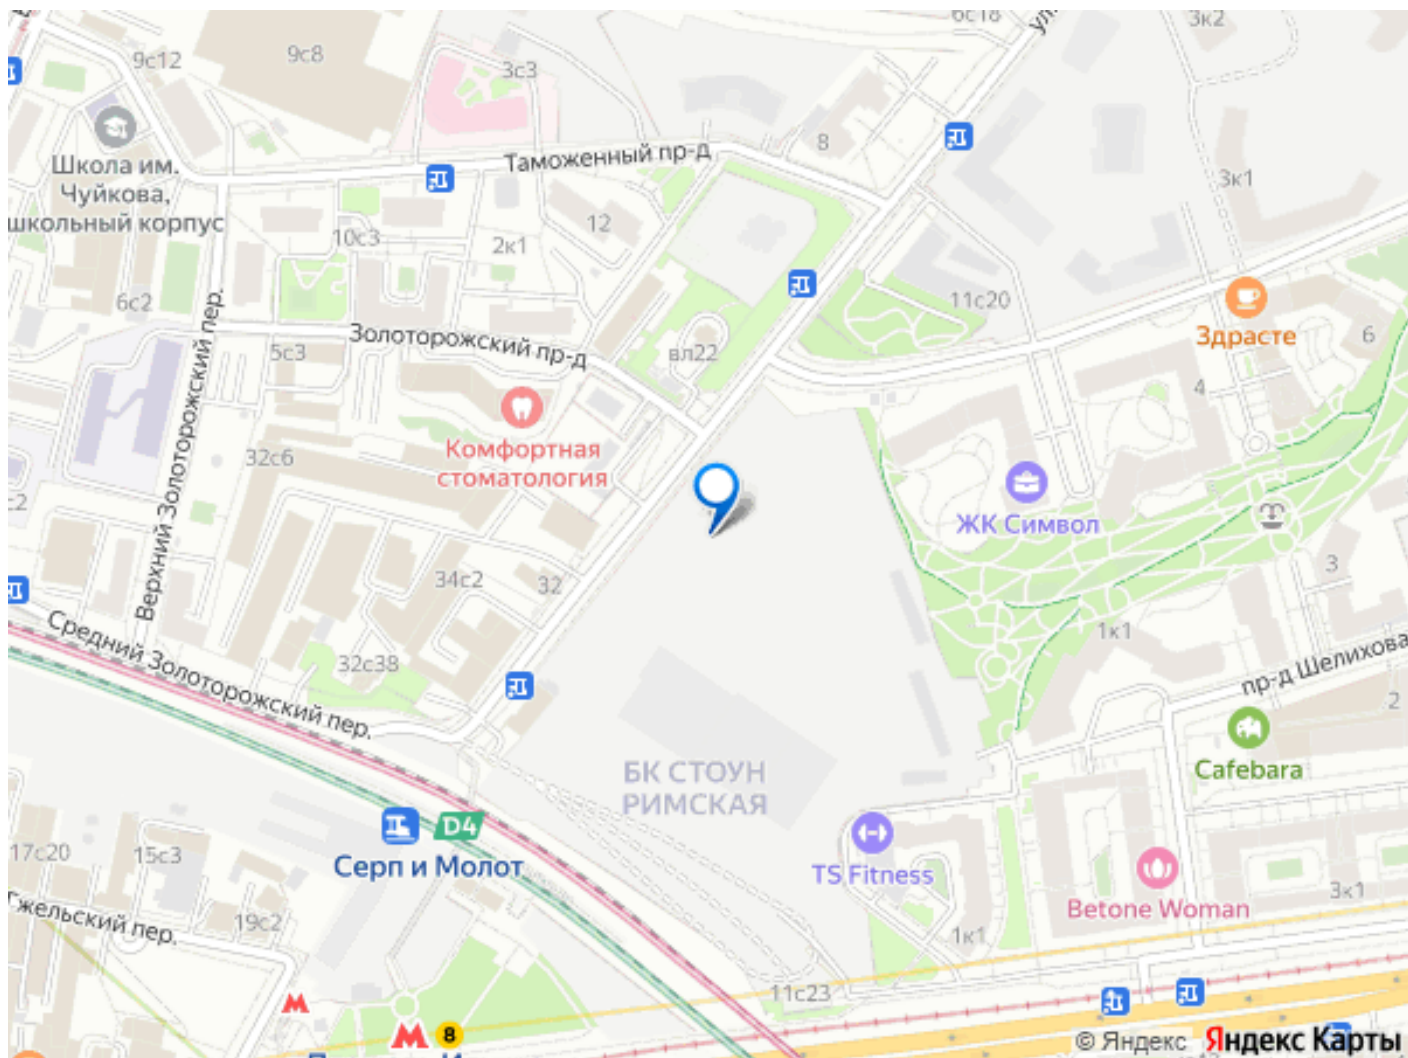 6с18
3к2
9с12
9с8
3с3
ул.
8
Таможенный пр-д
Школа им.
Чуйкова,
школьный корпус
3к1
12
10с3
2к1
6с2
11с20
Здрасте
6
Золоторожский пр-д
5с3
вл22
4
Верхний Золоторожский пер.
Комфортная
стоматология
32с6
ЖК Символ
34с2
32
3
1к1
Средний Золоторожский пер.
32с38
пр-д Шелихова
2
БК СТОУН
РИМСКАЯ
Cafebara
D4
Серп и Молот
17с20
15с3
TS Fitness
Betone Woman
3к1
Гжельский пер.
19с2
1к1
11с23
8
© Яндекс Яндекс Карты